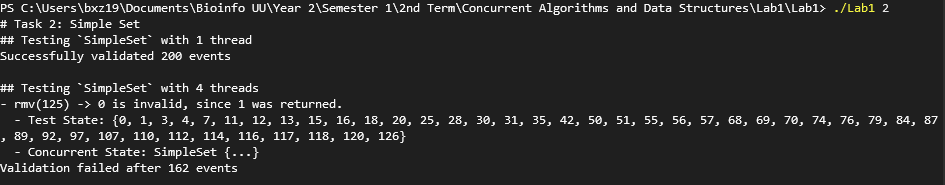 PS C:\Users\bxz19\Documents\Bioinfo UU\Year 2\Semester 1\2nd Term\Concurrent Algorithms and Data Structures\Lab1\Lab1> ./Lab1 2
# Task 2: Simple Set
## Testing `SimpleSet` with 1 thread
Successfully validated 200 events
## Testing `SimpleSet` with 4 threads
- rmv(125) -> 0 is invalid, since 1 was returned.
  - Test State: {0, 1, 3, 4, 7, 11, 12, 13, 15, 16, 18, 20, 25, 28, 30, 31, 35, 42, 50, 51, 55, 56, 57, 68, 69, 70, 74, 76, 79, 84, 87
, 89, 92, 97, 107, 110, 112, 114, 116, 117, 118, 120, 126}
  - Concurrent State: SimpleSet {...}
Validation failed after 162 events